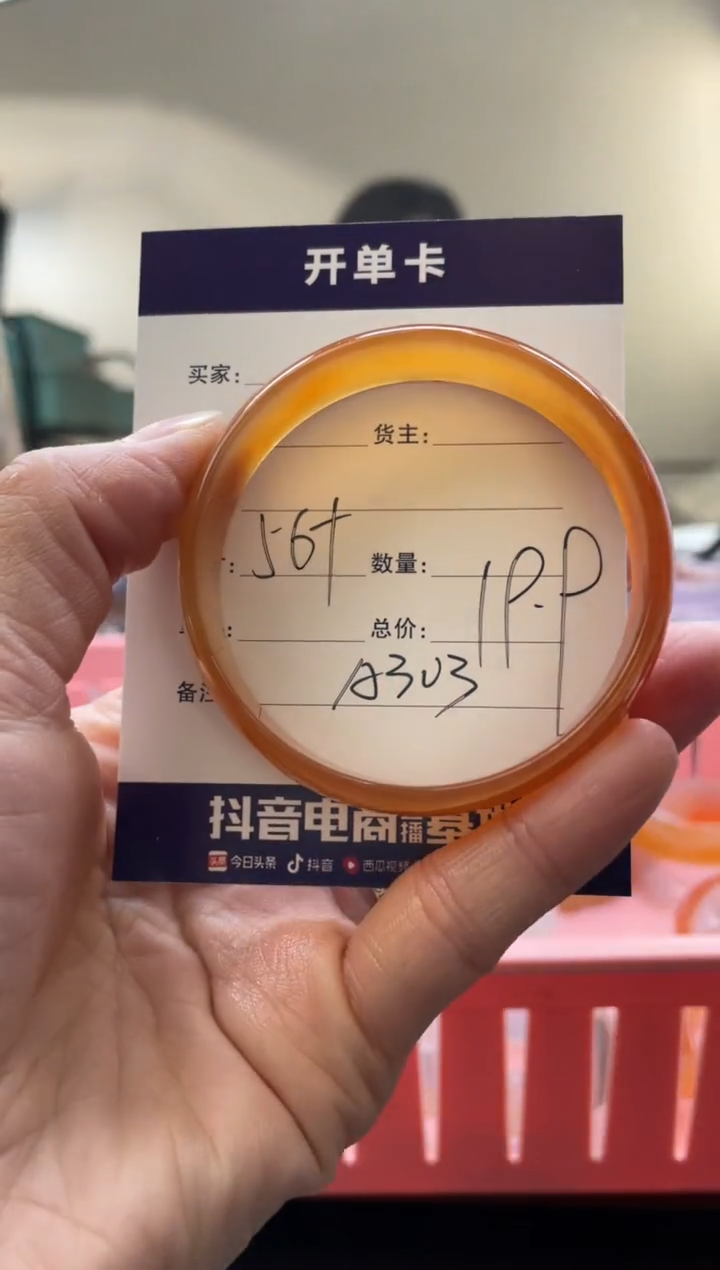 开单卡
买家:
货主:
56+
数量:
总价:
A303
备注
抖音电商
播
今日头条 抖音 西瓜视频